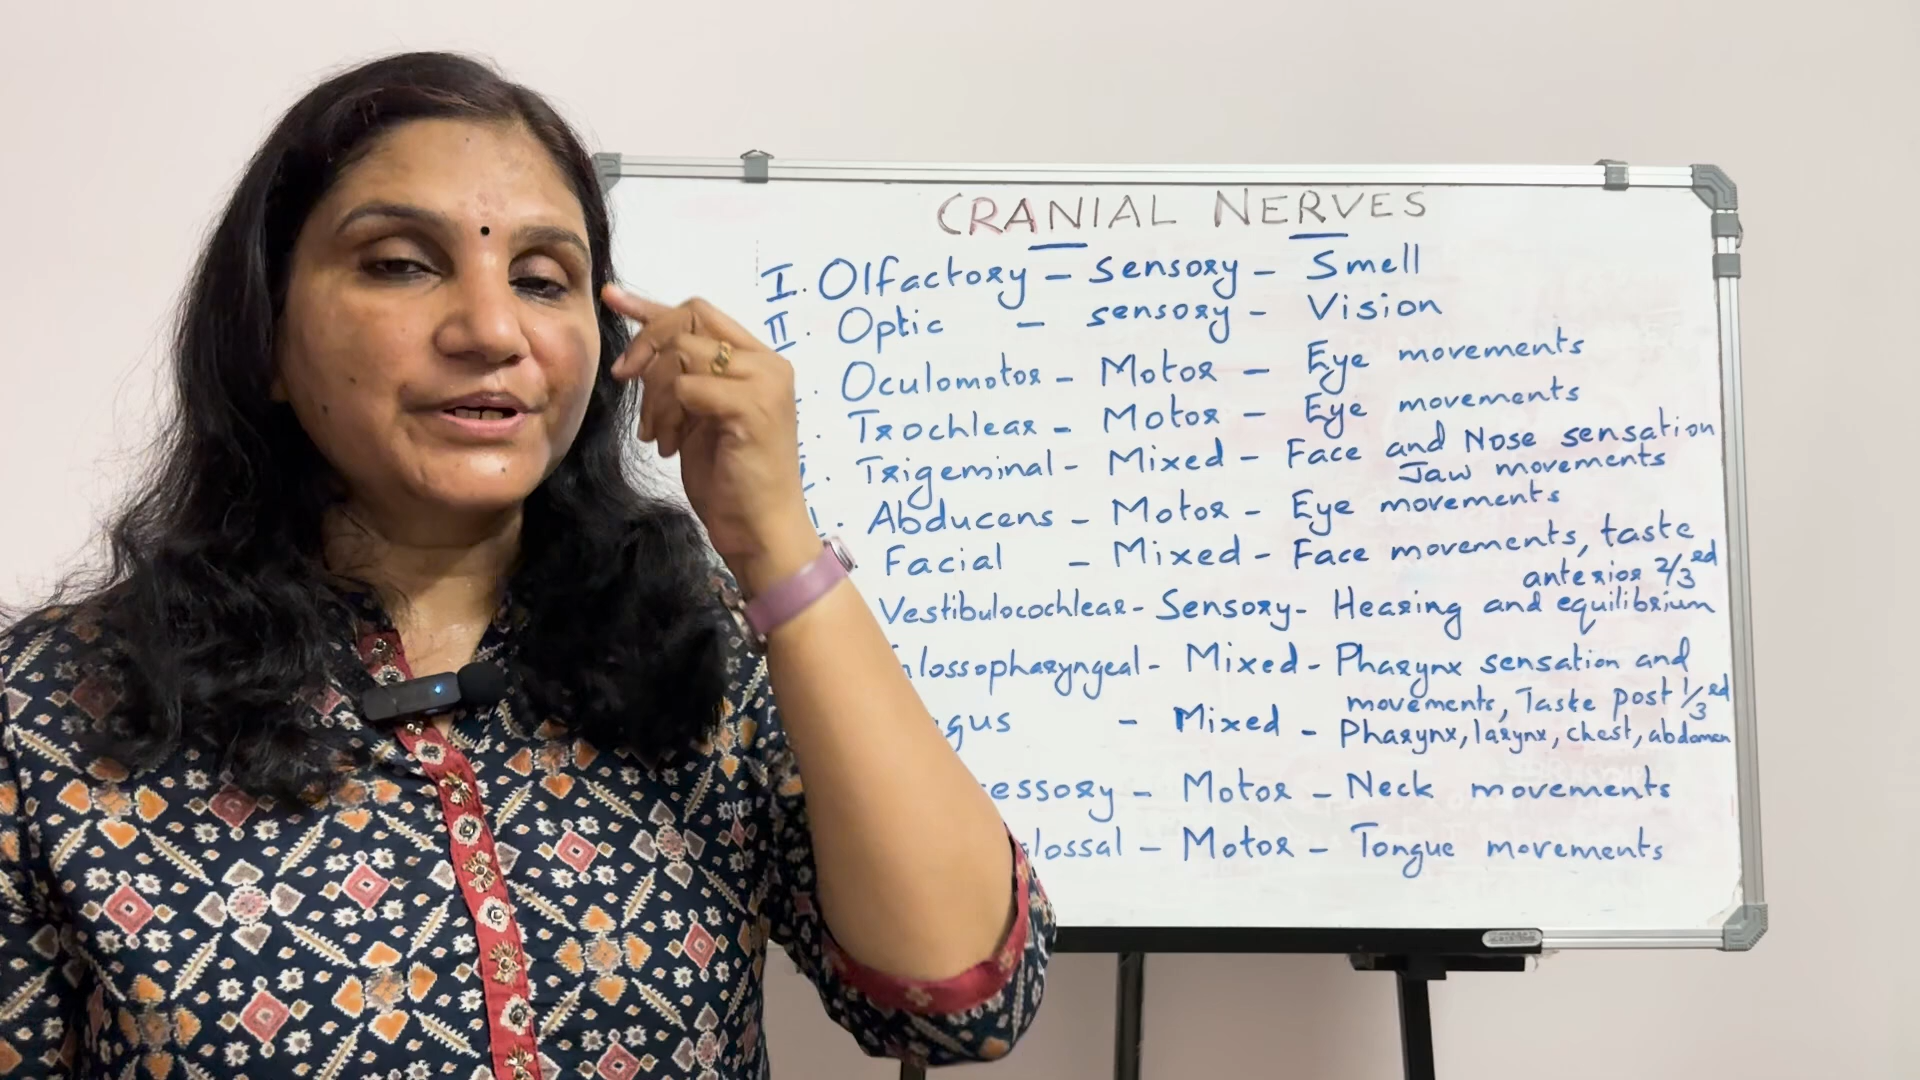 CRANIAL NERVES
I. Olfactory - Sensory - Smell
II. Optic - sensory - Vision
Oculomotor - Motor - Eye movements
Trochlear - Motor - Eye movements
Trigeminal - Mixed - Face and Nose sensation
Jaw movements
Abducens - Motor - Eye movements
Facial - Mixed - Face movements, taste
anterior 2/3rd
Vestibulocochlear - Sensory - Hearing and equilibrium
lossopharyngeal - Mixed - Pharynx sensation and
movements, Taste post 1/3rd
gus - Mixed - Pharynx, larynx, chest, abdomen
cessory - Motor - Neck movements
glossal - Motor - Tongue movements